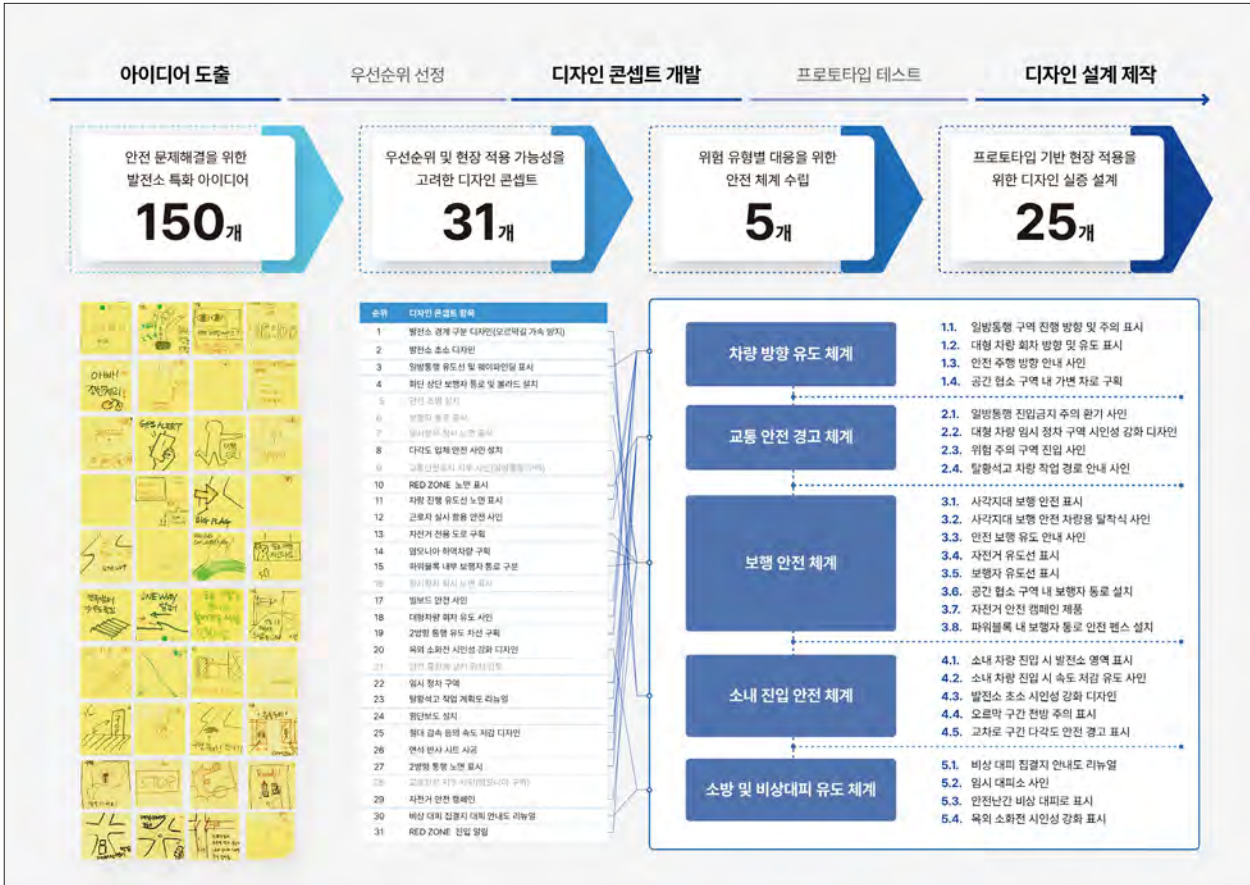 아이디어 도출
우선순위 선정
디자인 콘셉트 개발
프로토타입 테스트
디자인 설계 제작
안전 문제해결을 위한
발전소 특화 아이디어
150개
우선순위 및 현장 적용 가능성을
고려한 디자인 콘셉트
31개
위험 유형별 대응을 위한
안전 체계 수립
5개
프로토타입 기반 현장 적용을
위한 디자인 실증 설계
25개
아빠!
GPS ALERT
BIG FLAG
ONE WAY
STOP
순위 디자인 콘셉트 항목
1 발전소 경계 구분 디자인(오르막길 가속 방지)
2 발전소 초소 디자인
3 일방통행 유도선 및 웨이파인딩 표시
4 화단 상단 보행자 통로 및 볼라드 설치
5
6 보행자 통로
7
8 다각도 입체 안전 사인 설치
9
10 RED ZONE 노면 표시
11 차량 진행 유도선 노면 표시
12 근로자 실사 활용 안전 사인
13 자전거 전용 도로 구획
14 암모니아 하역차량 구획
15 파워블록 내부 보행자 통로 구분
16
17 빌보드 안전 사인
18 대형차량 회차 유도 사인
19 2방향 통행 유도 차선 구획
20 옥외 소화전 시인성 강화 디자인
21
22 임시 정차 구역
23 탈황석고 작업 계획도 리뉴얼
24 횡단보도 설치
25 절대 감속 음의 속도 저감 디자인
26 연석 반사 시트 시공
27 2방향 통행 노면 표시
28
29 자전거 안전 캠페인
30 비상 대피 집결지 대피 안내도 리뉴얼
31 RED ZONE 진입 알림
차량 방향 유도 체계
1.1. 일방통행 구역 진행 방향 및 주의 표시
1.2. 대형 차량 회차 방향 및 유도 표시
1.3. 안전 주행 방향 안내 사인
1.4. 공간 협소 구역 내 가변 차로 구획
교통 안전 경고 체계
2.1. 일방통행 진입금지 주의 환기 사인
2.2. 대형 차량 임시 정차 구역 시인성 강화 디자인
2.3. 위험 주의 구역 진입 사인
2.4. 탈황석고 차량 작업 경로 안내 사인
보행 안전 체계
3.1. 사각지대 보행 안전 표시
3.2. 사각지대 보행 안전 차량용 탈착식 사인
3.3. 안전 보행 유도 안내 사인
3.4. 자전거 유도선 표시
3.5. 보행자 유도선 표시
3.6. 공간 협소 구역 내 보행자 통로 설치
3.7. 자전거 안전 캠페인 제품
3.8. 파워블록 내 보행자 통로 안전 펜스 설치
소내 진입 안전 체계
4.1. 소내 차량 진입 시 발전소 영역 표시
4.2. 소내 차량 진입 시 속도 저감 유도 사인
4.3. 발전소 초소 시인성 강화 디자인
4.4. 오르막 구간 전방 주의 표시
4.5. 교차로 구간 다각도 안전 경고 표시
소방 및 비상대피 유도 체계
5.1. 비상 대피 집결지 안내도 리뉴얼
5.2. 임시 대피소 사인
5.3. 안전난간 비상 대피로 표시
5.4. 옥외 소화전 시인성 강화 표시